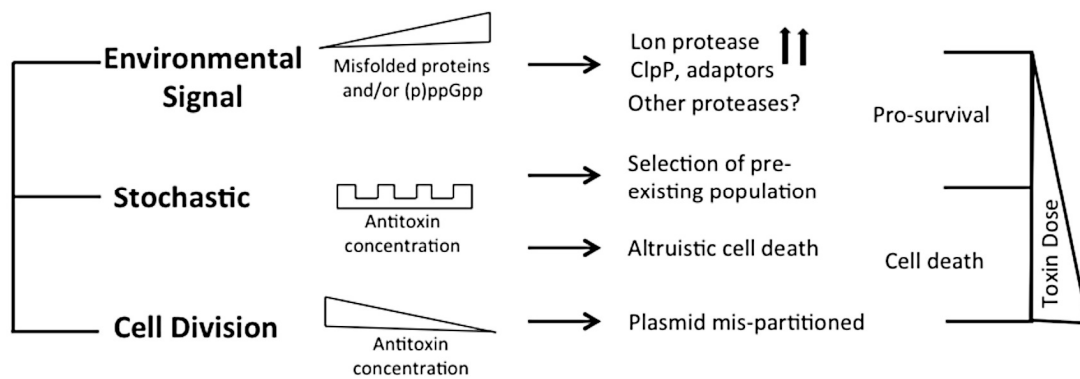 Environmental
Signal
Misfolded proteins
and/or (p)ppGpp
Lon protease
ClpP, adaptors
Other proteases?
Pro-survival
Stochastic
Antitoxin
concentration
Selection of pre-
existing population
Altruistic cell death
Cell death
Toxin Dose
Cell Division
Antitoxin
concentration
Plasmid mis-partitioned